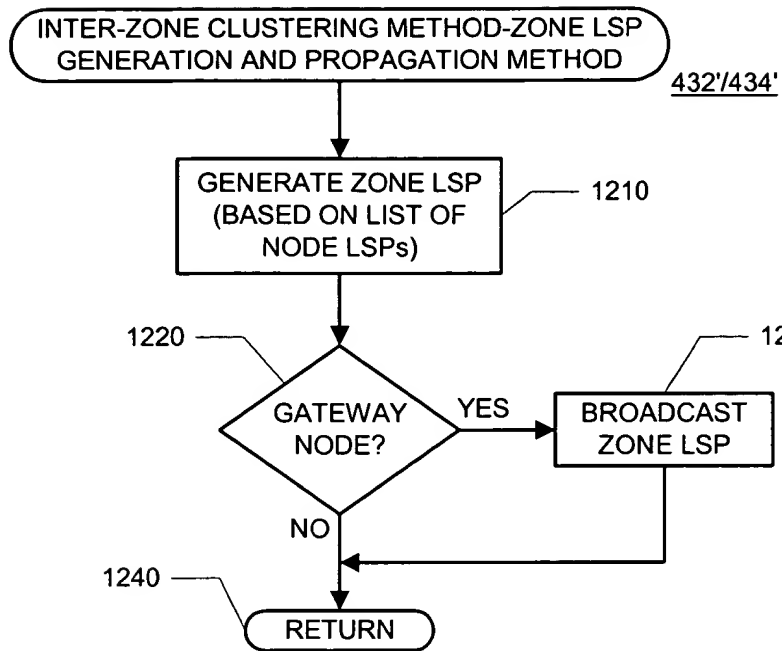 INTER-ZONE CLUSTERING METHOD-ZONE LSP
GENERATION AND PROPAGATION METHOD
432'/434'
GENERATE ZONE LSP
(BASED ON LIST OF
NODE LSPs)
1210
1220
GATEWAY
NODE?
YES
BROADCAST
ZONE LSP
NO
1240
RETURN